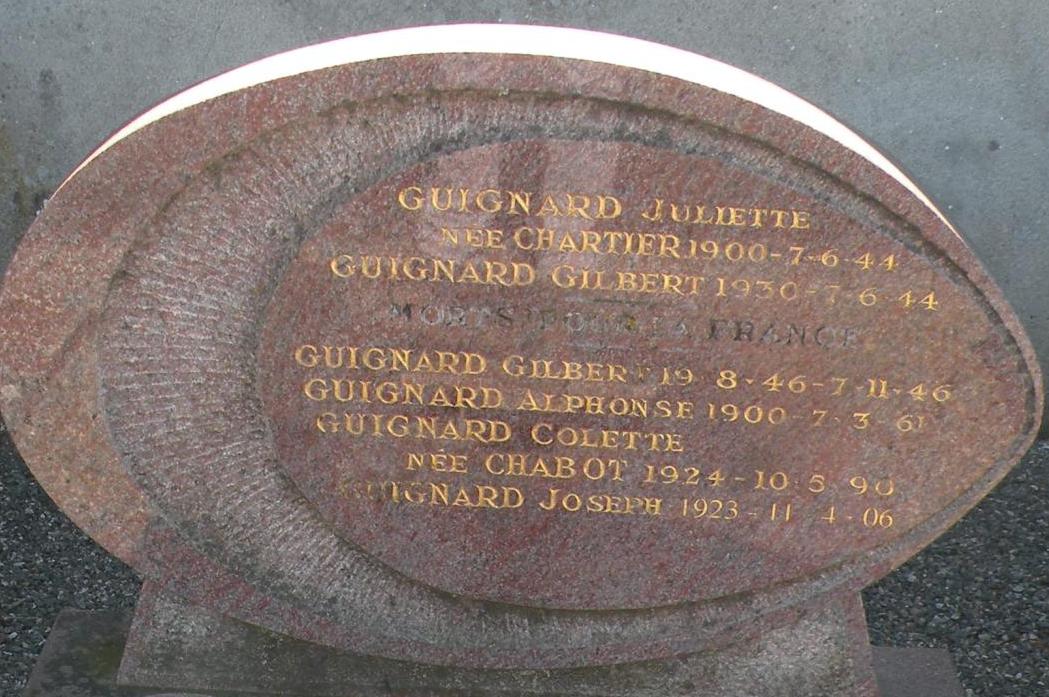 GUIGNARD JULIETTE
NÉE CHARTIER 1900-7-6-44
GUIGNARD GILBERT 1930-7-6-44
MORTS POUR LA FRANCE
GUIGNARD GILBERT 19-8-46-7-11-46
GUIGNARD ALPHONSE 1900-7-3-61
GUIGNARD COLETTE
NÉE CHABOT 1924-10-5-90
GUIGNARD JOSEPH 1923-11-4-06